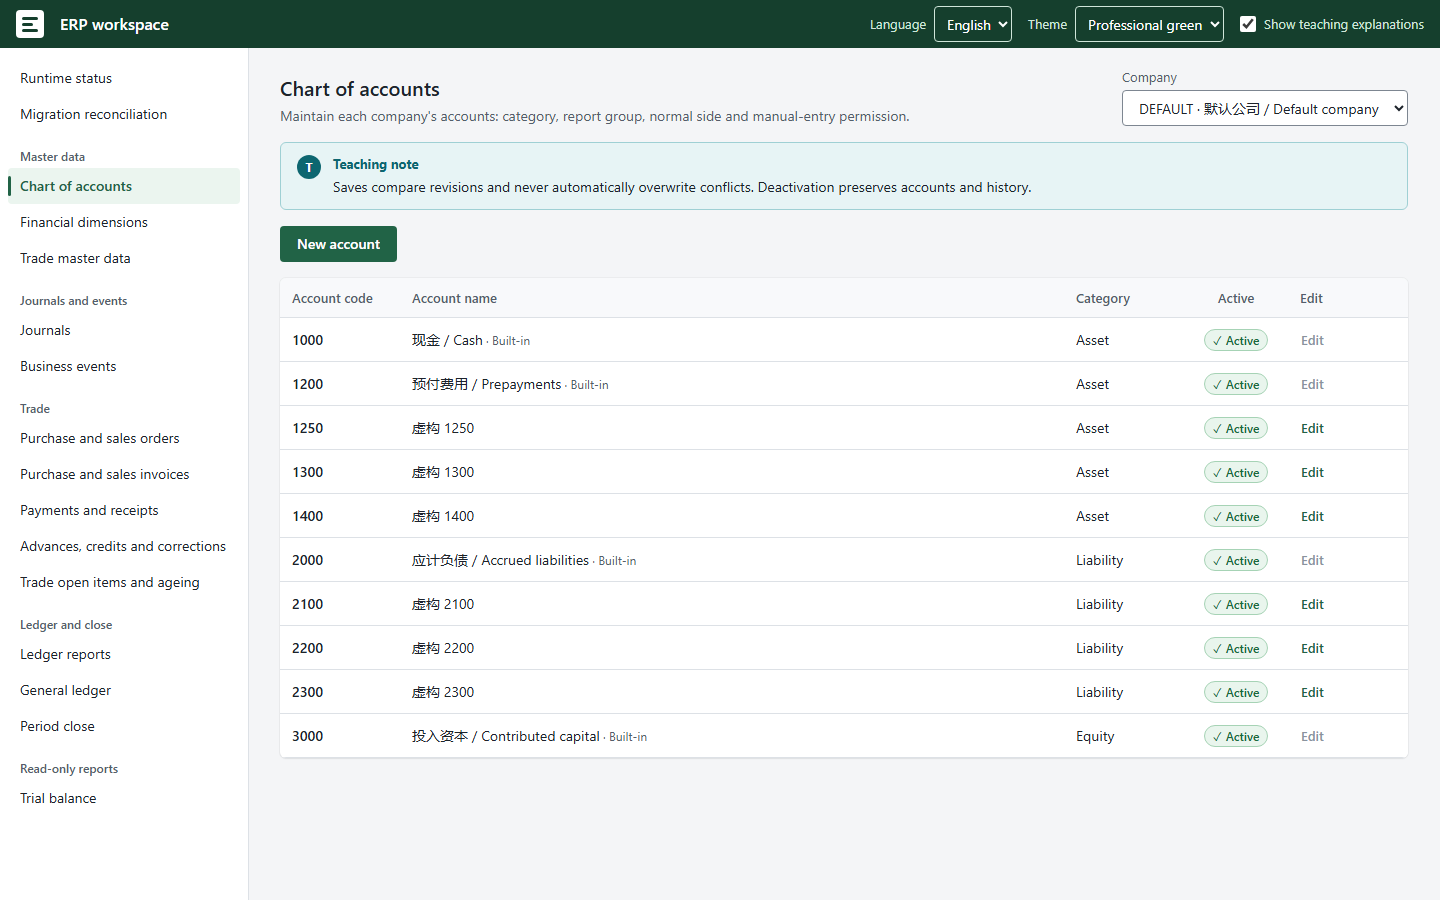 ERP workspace
Language English Theme Professional green Show teaching explanations
Runtime status
Migration reconciliation
Master data
Chart of accounts
Financial dimensions
Trade master data
Journals and events
Journals
Business events
Trade
Purchase and sales orders
Purchase and sales invoices
Payments and receipts
Advances, credits and corrections
Trade open items and ageing
Ledger and close
Ledger reports
General ledger
Period close
Read-only reports
Trial balance
Chart of accounts
Maintain each company's accounts: category, report group, normal side and manual-entry permission.
Company
DEFAULT · 默认公司 / Default company
T Teaching note
Saves compare revisions and never automatically overwrite conflicts. Deactivation preserves accounts and history.
New account
Account code Account name Category Active Edit
1000 现金 / Cash · Built-in Asset ✓ Active Edit
1200 预付费用 / Prepayments · Built-in Asset ✓ Active Edit
1250 虚构 1250 Asset ✓ Active Edit
1300 虚构 1300 Asset ✓ Active Edit
1400 虚构 1400 Asset ✓ Active Edit
2000 应计负债 / Accrued liabilities · Built-in Liability ✓ Active Edit
2100 虚构 2100 Liability ✓ Active Edit
2200 虚构 2200 Liability ✓ Active Edit
2300 虚构 2300 Liability ✓ Active Edit
3000 投入资本 / Contributed capital · Built-in Equity ✓ Active Edit